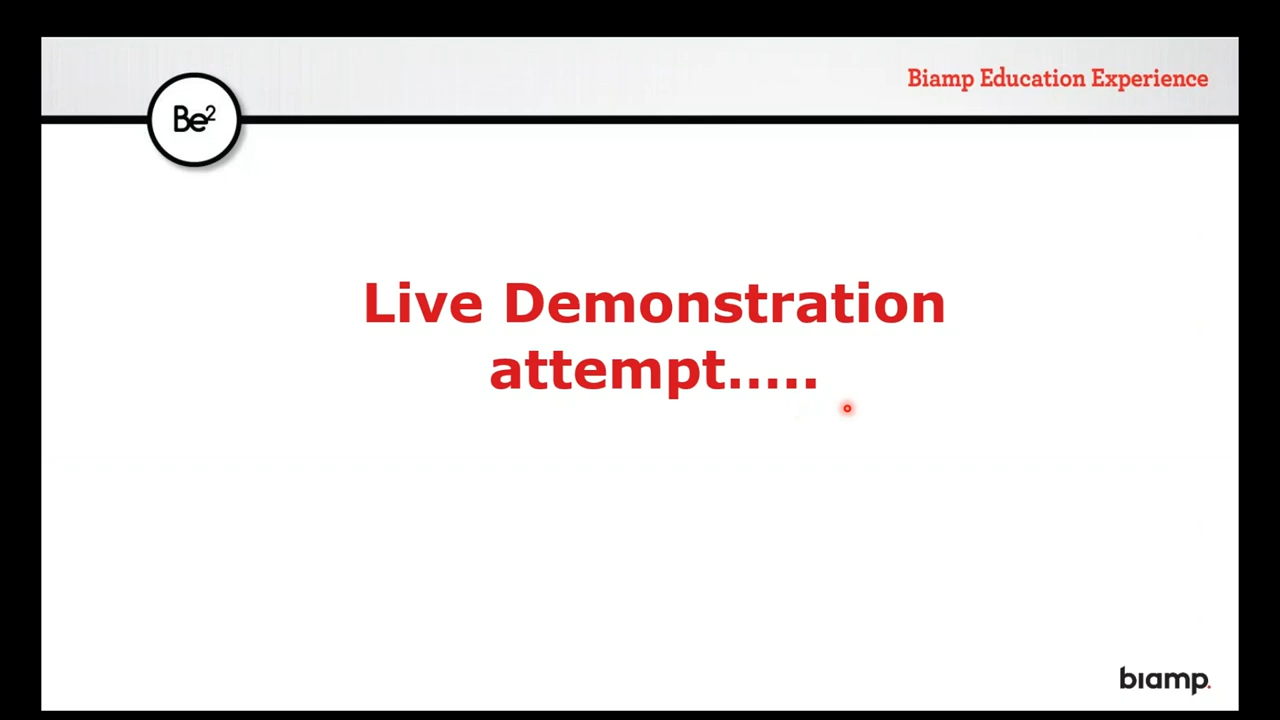 Biamp Education Experience
Be²
Live Demonstration
attempt.....
biamp.